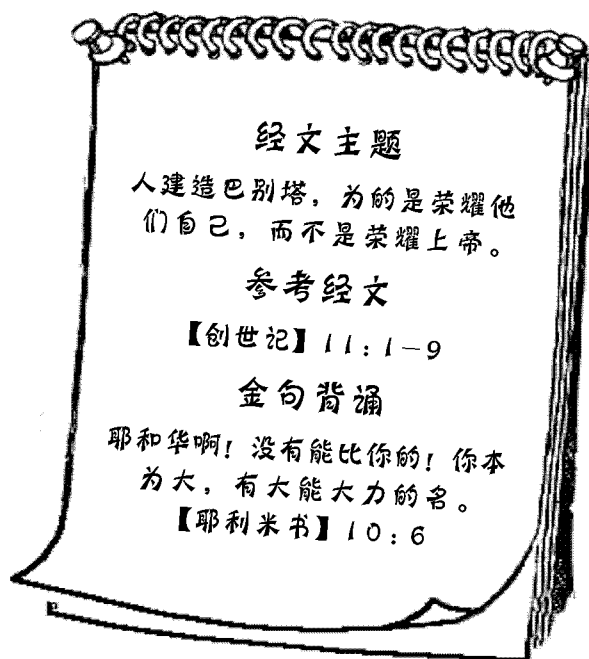 经文主题
人建造巴别塔，为的是荣耀他
们自己，而不是荣耀上帝。
参考经文
【创世记】11：1－9
金句背诵
耶和华啊！没有能比你的！你本
为大，有大能大力的名。
【耶利米书】10：6